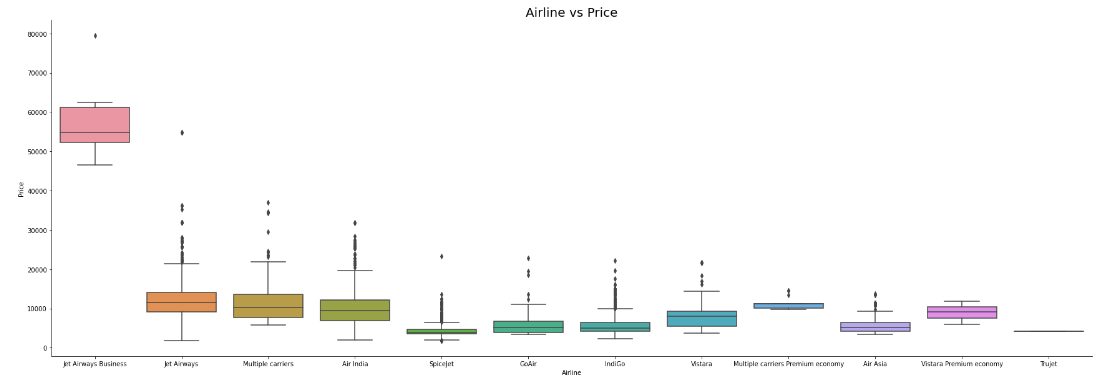 Airline vs Price
80000
70000
60000
50000
40000
30000
20000
10000
0
Price
Jet Airways Business Jet Airways Multiple carriers Air India SpiceJet GoAir IndiGo Vistara Multiple carriers Premium economy Air Asia Vistara Premium economy Trujet
Airline